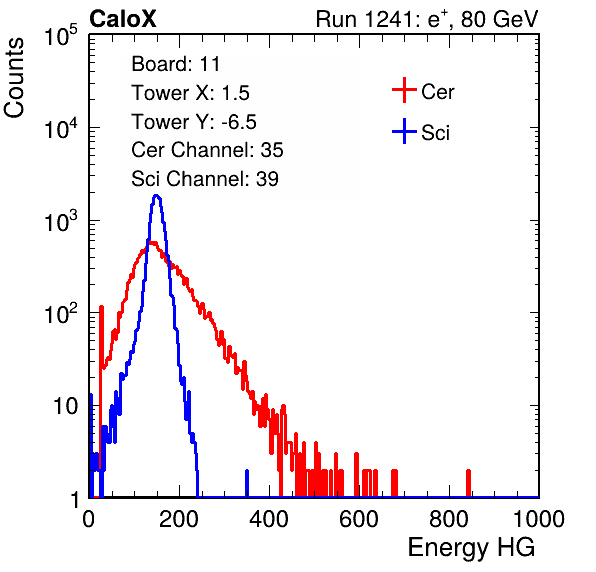 CaloX Run 1241: e⁺, 80 GeV
Counts
10⁵
10⁴
10³
10²
10
1
Board: 11
Tower X: 1.5
Tower Y: -6.5
Cer Channel: 35
Sci Channel: 39
Cer
Sci
0 200 400 600 800 1000
Energy HG